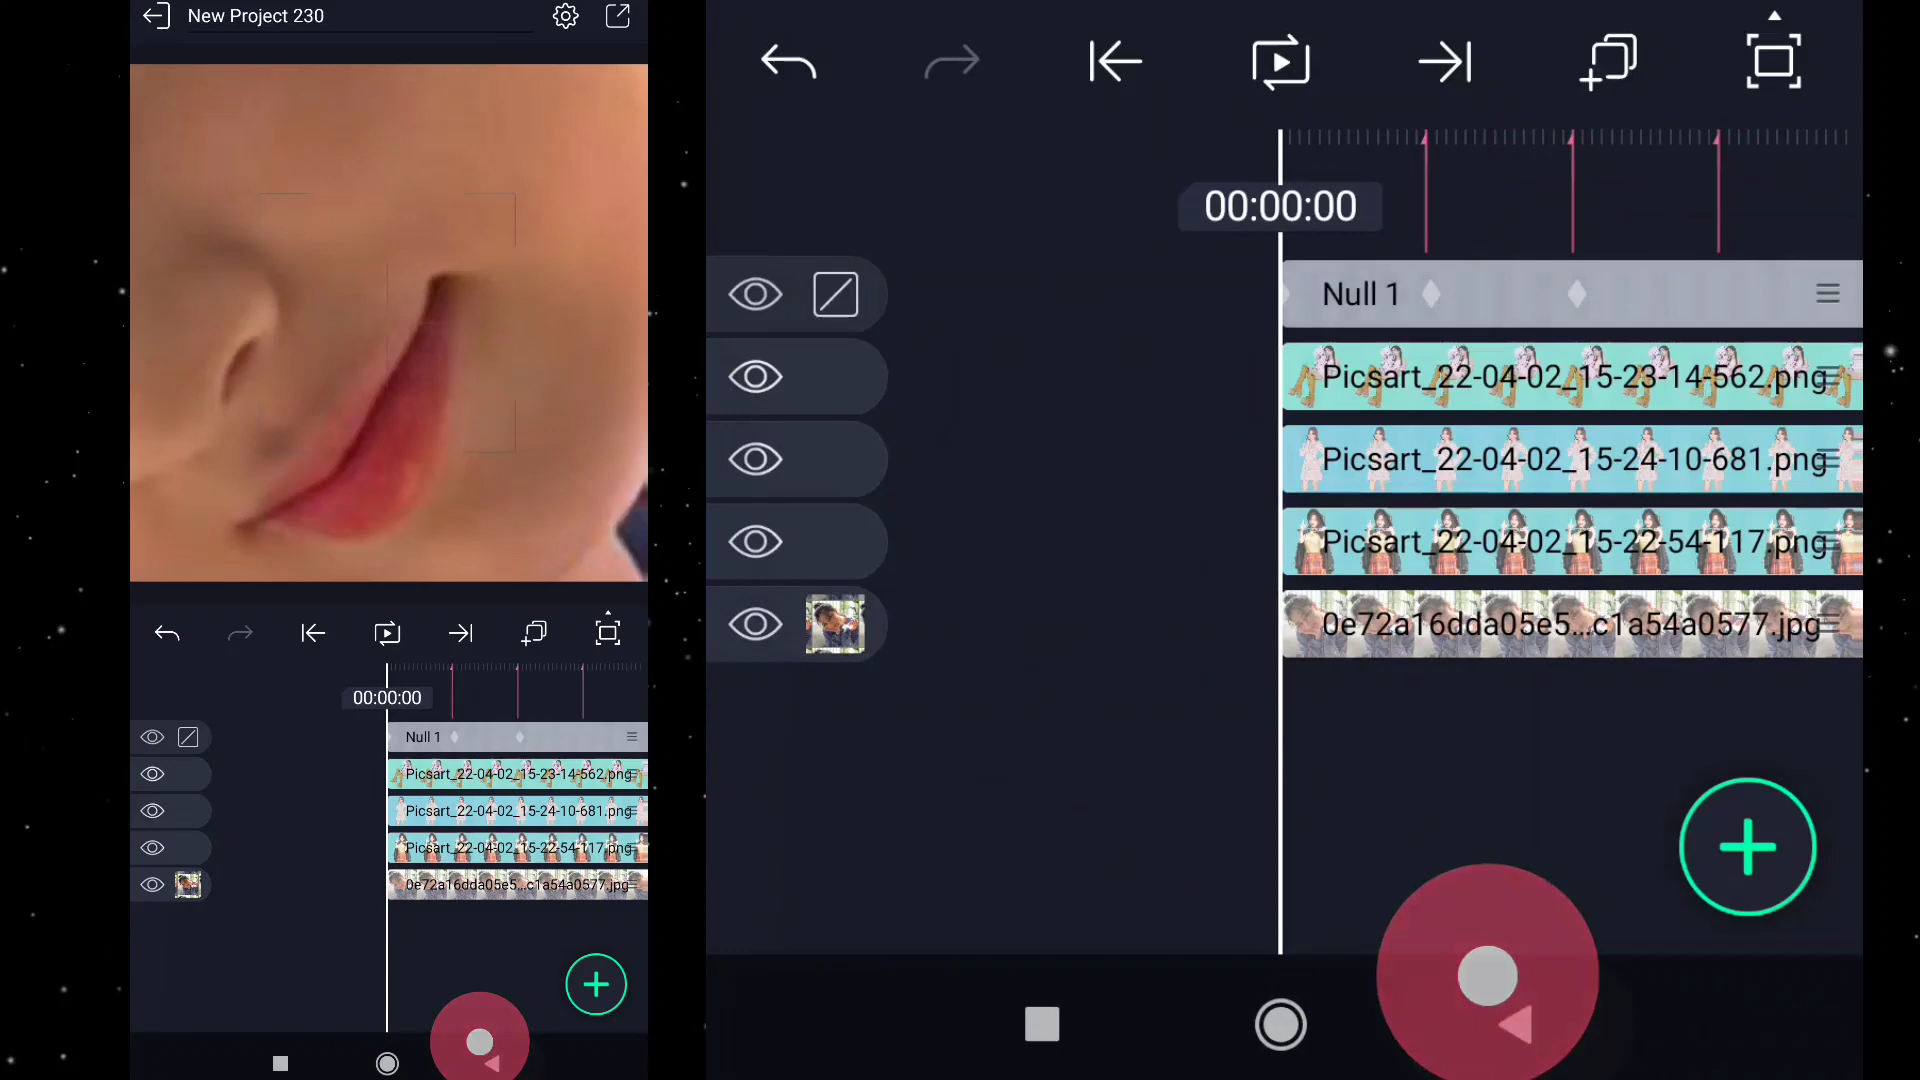 New Project 230
00:00:00
Null 1
Picsart_22-04-02_15-23-14-562.png
Picsart_22-04-02_15-24-10-681.png
Picsart_22-04-02_15-22-54-117.png
0e72a16dda05e5...c1a54a0577.jpg
00:00:00
Null 1
Picsart_22-04-02_15-23-14-562.png
Picsart_22-04-02_15-24-10-681.png
Picsart_22-04-02_15-22-54-117.png
0e72a16dda05e5...c1a54a0577.jpg